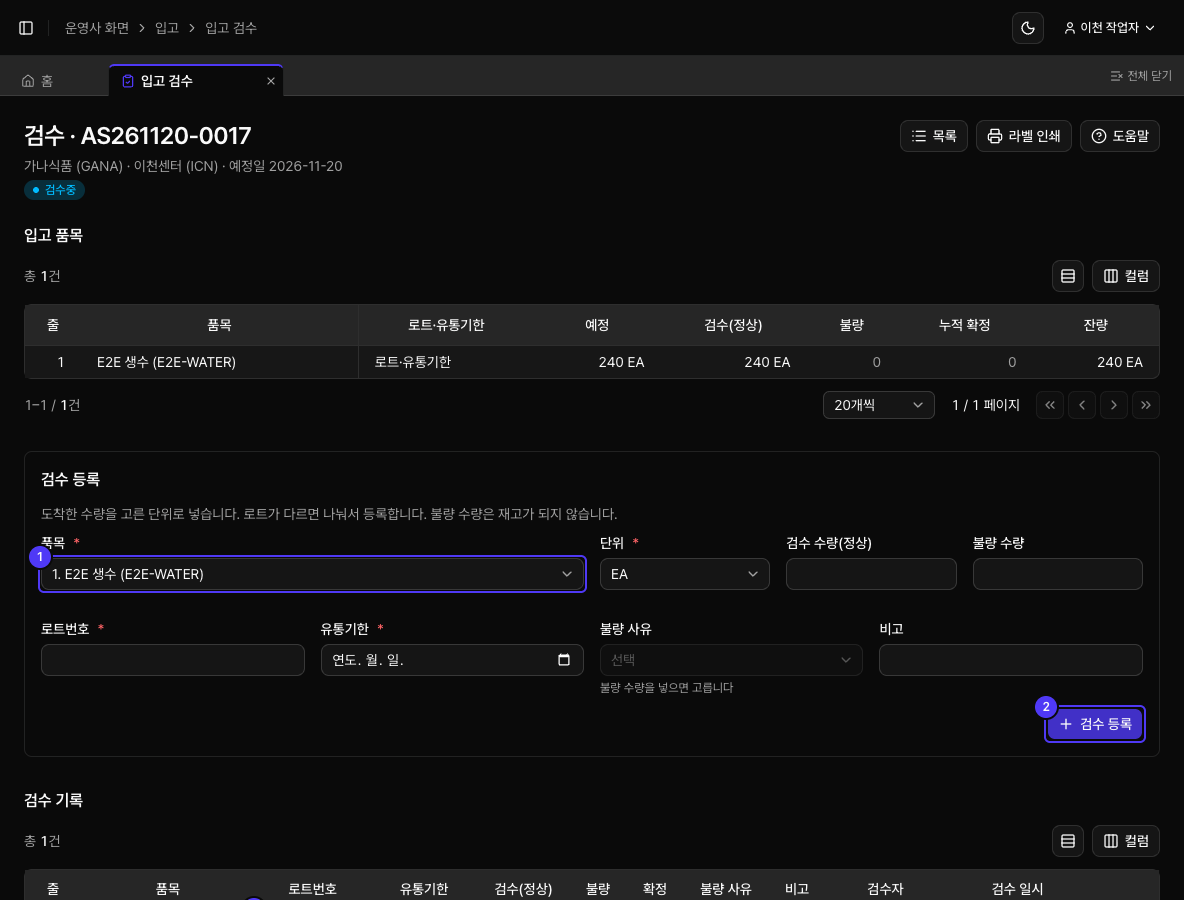 운영사 화면 > 입고 > 입고 검수
이천 작업자
홈
입고 검수
전체 닫기
검수 · AS261120-0017
목록
라벨 인쇄
도움말
가나식품 (GANA) · 이천센터 (ICN) · 예정일 2026-11-20
검수중
입고 품목
총 1건
컬럼
줄 품목 로트·유통기한 예정 검수(정상) 불량 누적 확정 잔량
1 E2E 생수 (E2E-WATER) 로트·유통기한 240 EA 240 EA 0 0 240 EA
1–1 / 1건
20개씩
1 / 1 페이지
검수 등록
도착한 수량을 고른 단위로 넣습니다. 로트가 다르면 나눠서 등록합니다. 불량 수량은 재고가 되지 않습니다.
품목 * 단위 * 검수 수량(정상) 불량 수량
1
1. E2E 생수 (E2E-WATER) EA
로트번호 * 유통기한 * 불량 사유 비고
연도. 월. 일. 선택
불량 수량을 넣으면 고릅니다
2
+ 검수 등록
검수 기록
총 1건
컬럼
줄 품목 로트번호 유통기한 검수(정상) 불량 확정 불량 사유 비고 검수자 검수 일시